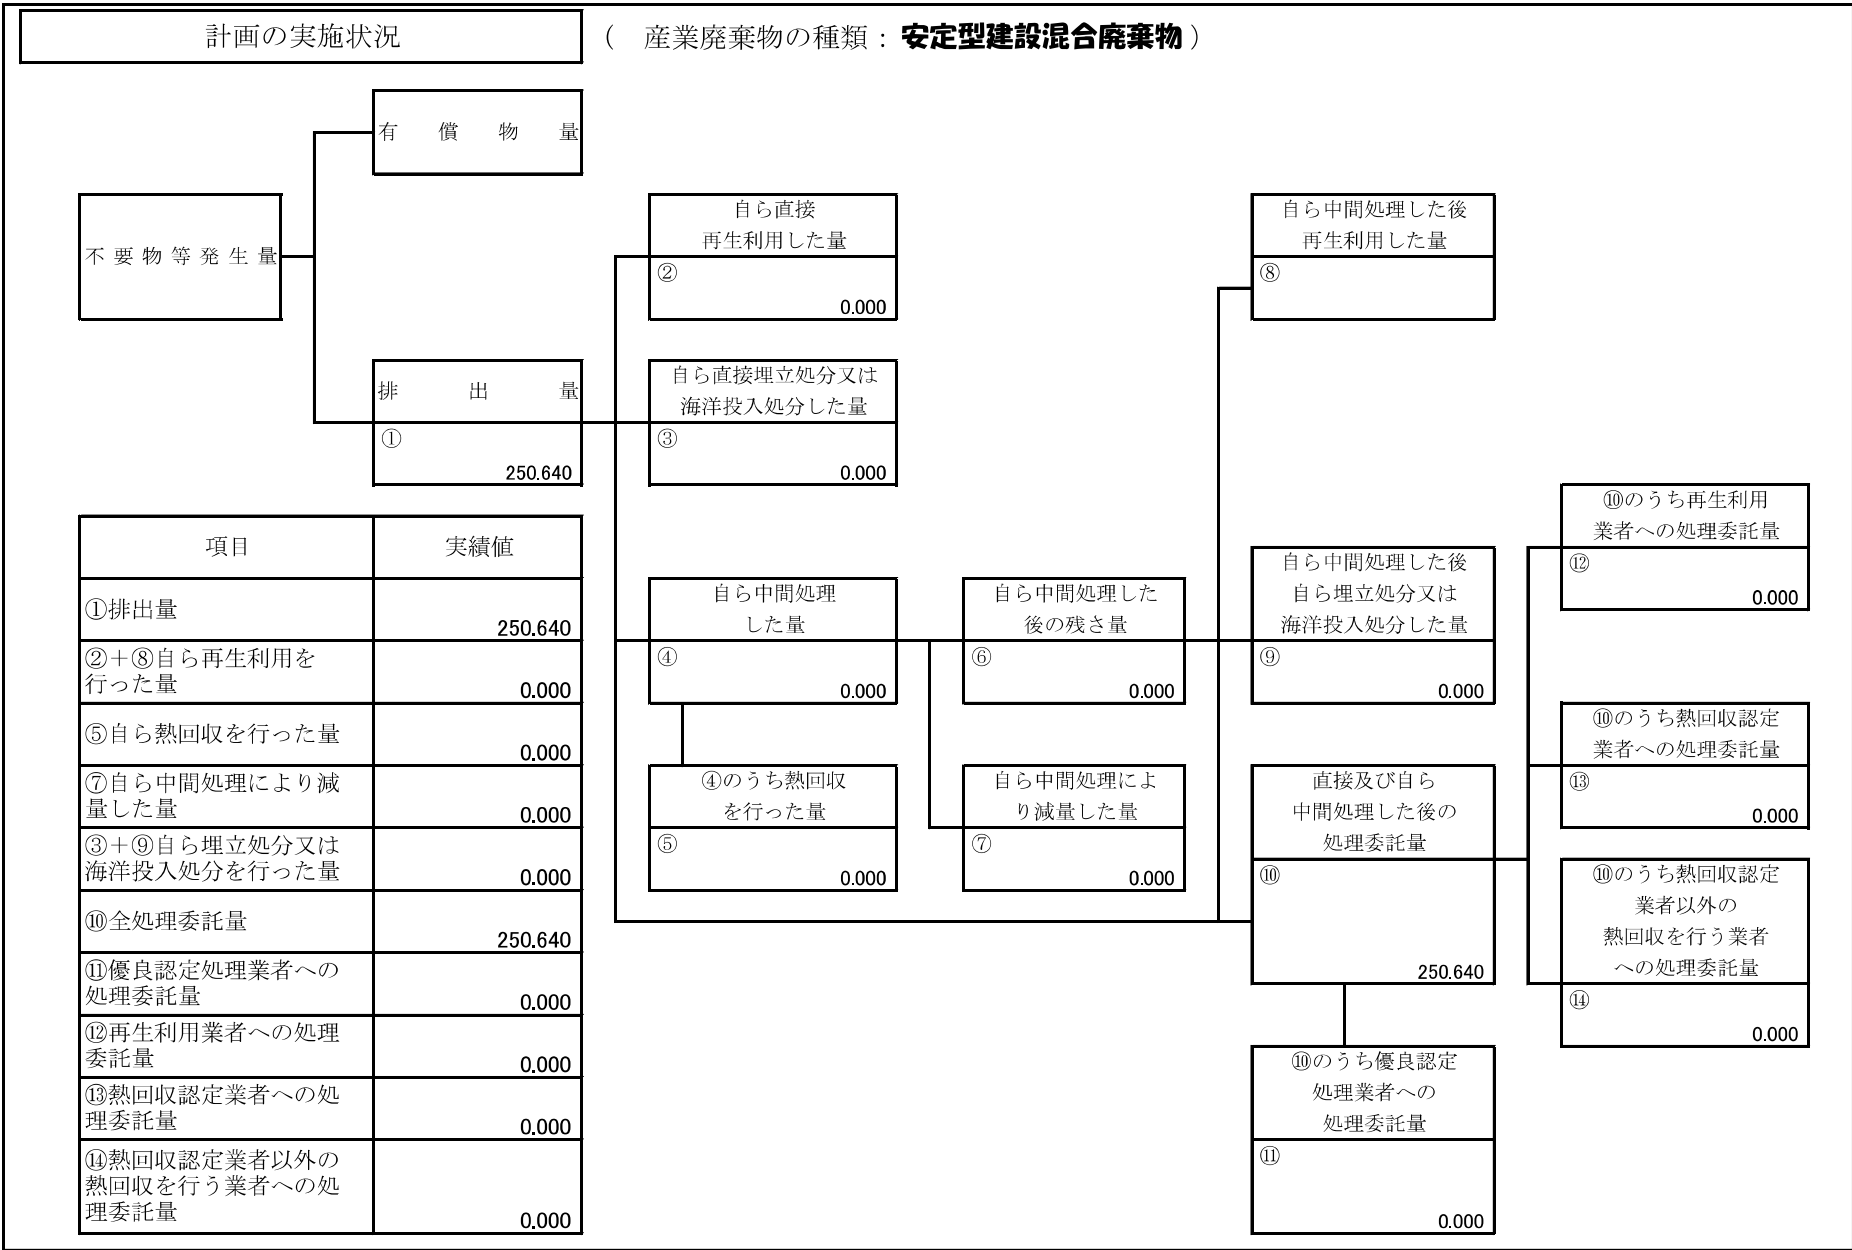 計画の実施状況
（　産業廃棄物の種類：安定型建設混合廃棄物）
有償物量
不要物等発生量
自ら直接
再生利用した量
②
0.000
自ら中間処理した後
再生利用した量
⑧
排出量
①
250.640
自ら直接埋立処分又は
海洋投入処分した量
③
0.000
項目　実績値
①排出量
250.640
②＋⑧自ら再生利用を
行った量
0.000
⑤自ら熱回収を行った量
0.000
⑦自ら中間処理により減
量した量
0.000
③＋⑨自ら埋立処分又は
海洋投入処分を行った量
0.000
⑩全処理委託量
250.640
⑪優良認定処理業者への
処理委託量
0.000
⑫再生利用業者への処理
委託量
0.000
⑬熱回収認定業者への処
理委託量
0.000
⑭熱回収認定業者以外の
熱回収を行う業者への処
理委託量
0.000
自ら中間処理
した量
④
0.000
④のうち熱回収
を行った量
⑤
0.000
自ら中間処理した
後の残さ量
⑥
0.000
自ら中間処理によ
り減量した量
⑦
0.000
自ら中間処理した後
自ら埋立処分又は
海洋投入処分した量
⑨
0.000
直接及び自ら
中間処理した後の
処理委託量
⑩
250.640
⑩のうち優良認定
処理業者への
処理委託量
⑪
0.000
⑩のうち再生利用
業者への処理委託量
⑫
0.000
⑩のうち熱回収認定
業者への処理委託量
⑬
0.000
⑩のうち熱回収認定
業者以外の
熱回収を行う業者
への処理委託量
⑭
0.000